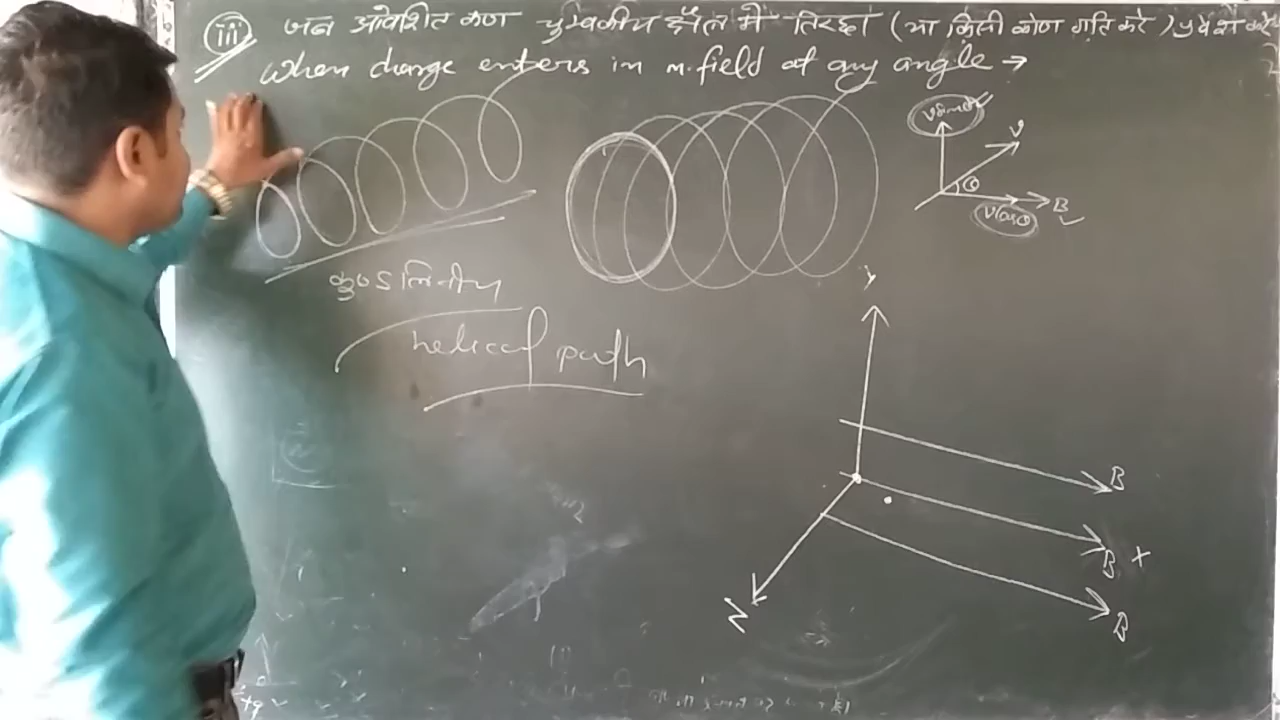 (iii) जब आवेशित कण चुम्बकीय क्षेत्र में तिरछा (या किसी कोण गति करे) प्रवेश करे
When charge enters in m.field at any angle →
vsinθ
v
θ
B
vcosθ
कुण्डलिनीय
helical path
y
B
B x
B
Z